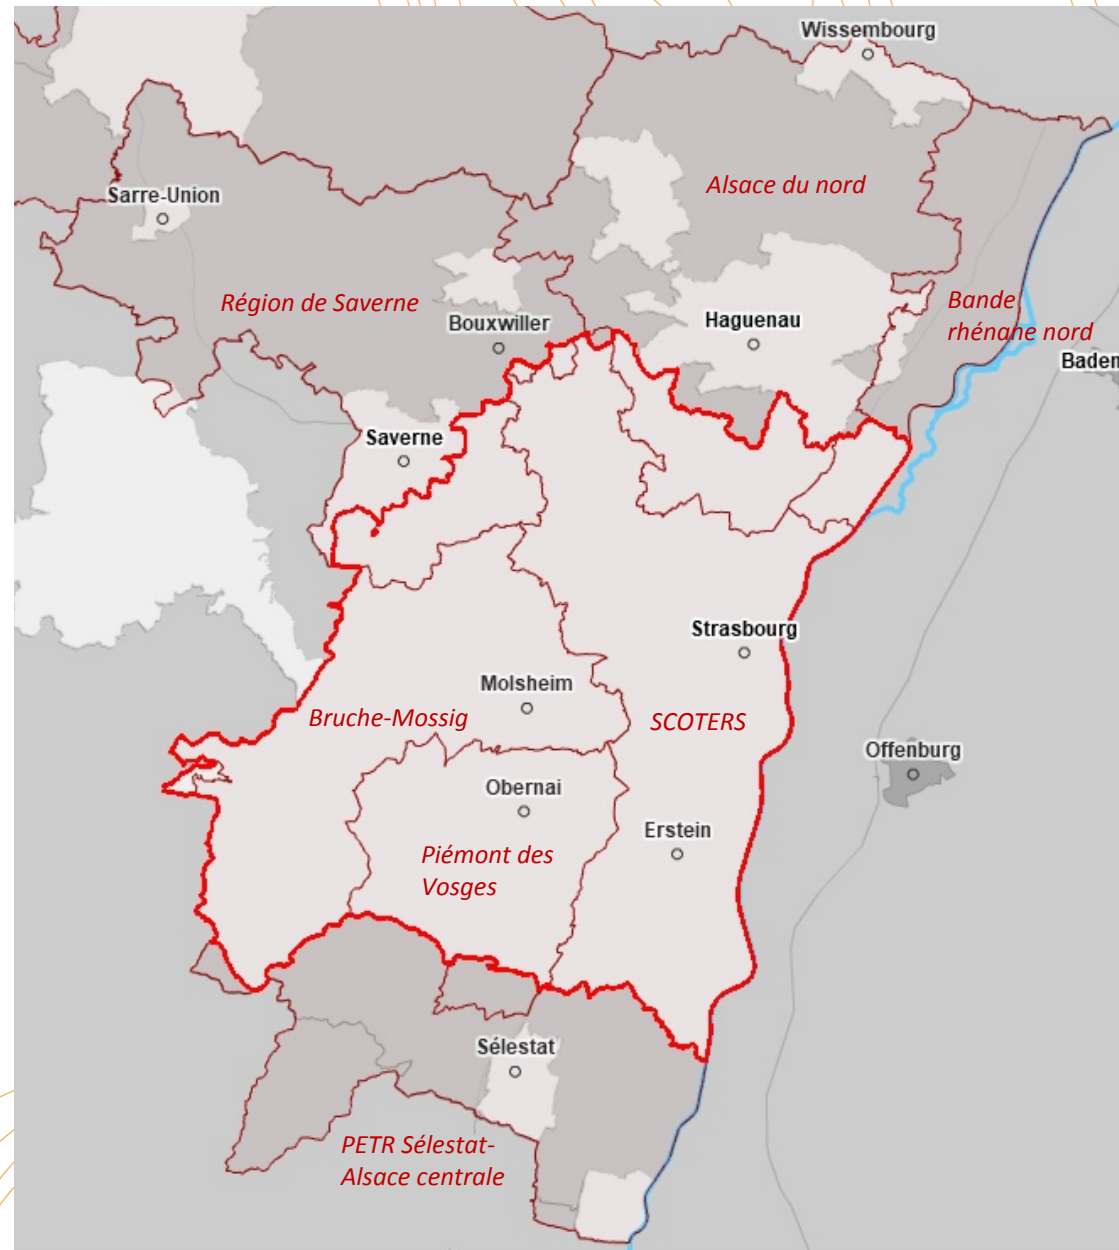 Wissembourg
Alsace du nord
Sarre-Union
Région de Saverne
Bouxwiller
Haguenau
Bande
rhénane nord
Baden
Saverne
Strasbourg
Molsheim
Bruche-Mossig
SCOTERS
Offenburg
Obernai
Erstein
Piémont des
Vosges
Sélestat
PETR Sélestat-
Alsace centrale